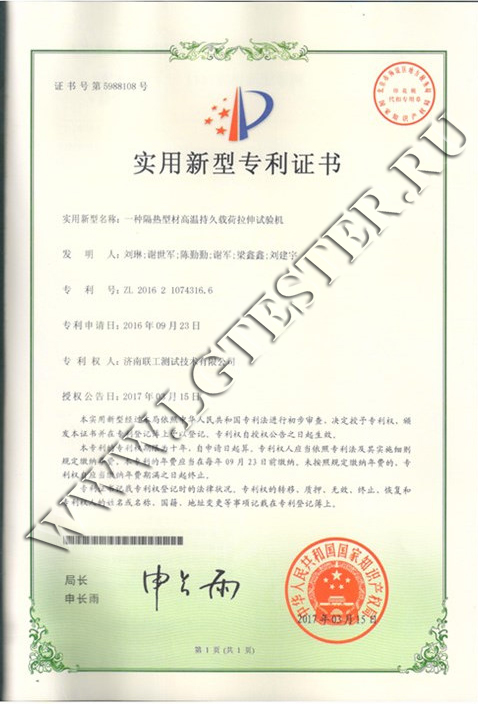 证书号第5988108号
实用新型专利证书
实用新型名称：一种隔热型材高温持久载荷拉伸试验机
发 明 人：刘琳;谢世军;陈勤勤;谢军;梁鑫鑫;刘建宇
专 利 号：ZL 2016 2 1074316.6
专利申请日：2016年09月23日
专 利 权 人：济南联工测试技术有限公司
授权公告日：2017年03月15日
本实用新型经过本局依照中华人民共和国专利法进行初步审查，决定授予专利权，颁
发本证书并在专利登记簿上予以登记。专利权自授权公告之日起生效。
本专利的专利权期限为十年，自申请日起算。专利权人应当依照专利法及其实施细则
规定缴纳年费。本专利的年费应当在每年09月23日前缴纳。未按照规定缴纳年费的，专
利权自应当缴纳年费期满之日起终止。
专利证书记载专利权登记时的法律状况。专利权的转移、质押、无效、终止、恢复和
专利权人的姓名或名称、国籍、地址变更等事项记载在专利登记簿上。
局长
申长雨
申长雨
中华人民共和国国家知识产权局
2017年03月15日
第1页(共1页)
WWW.LGTESTER.RU